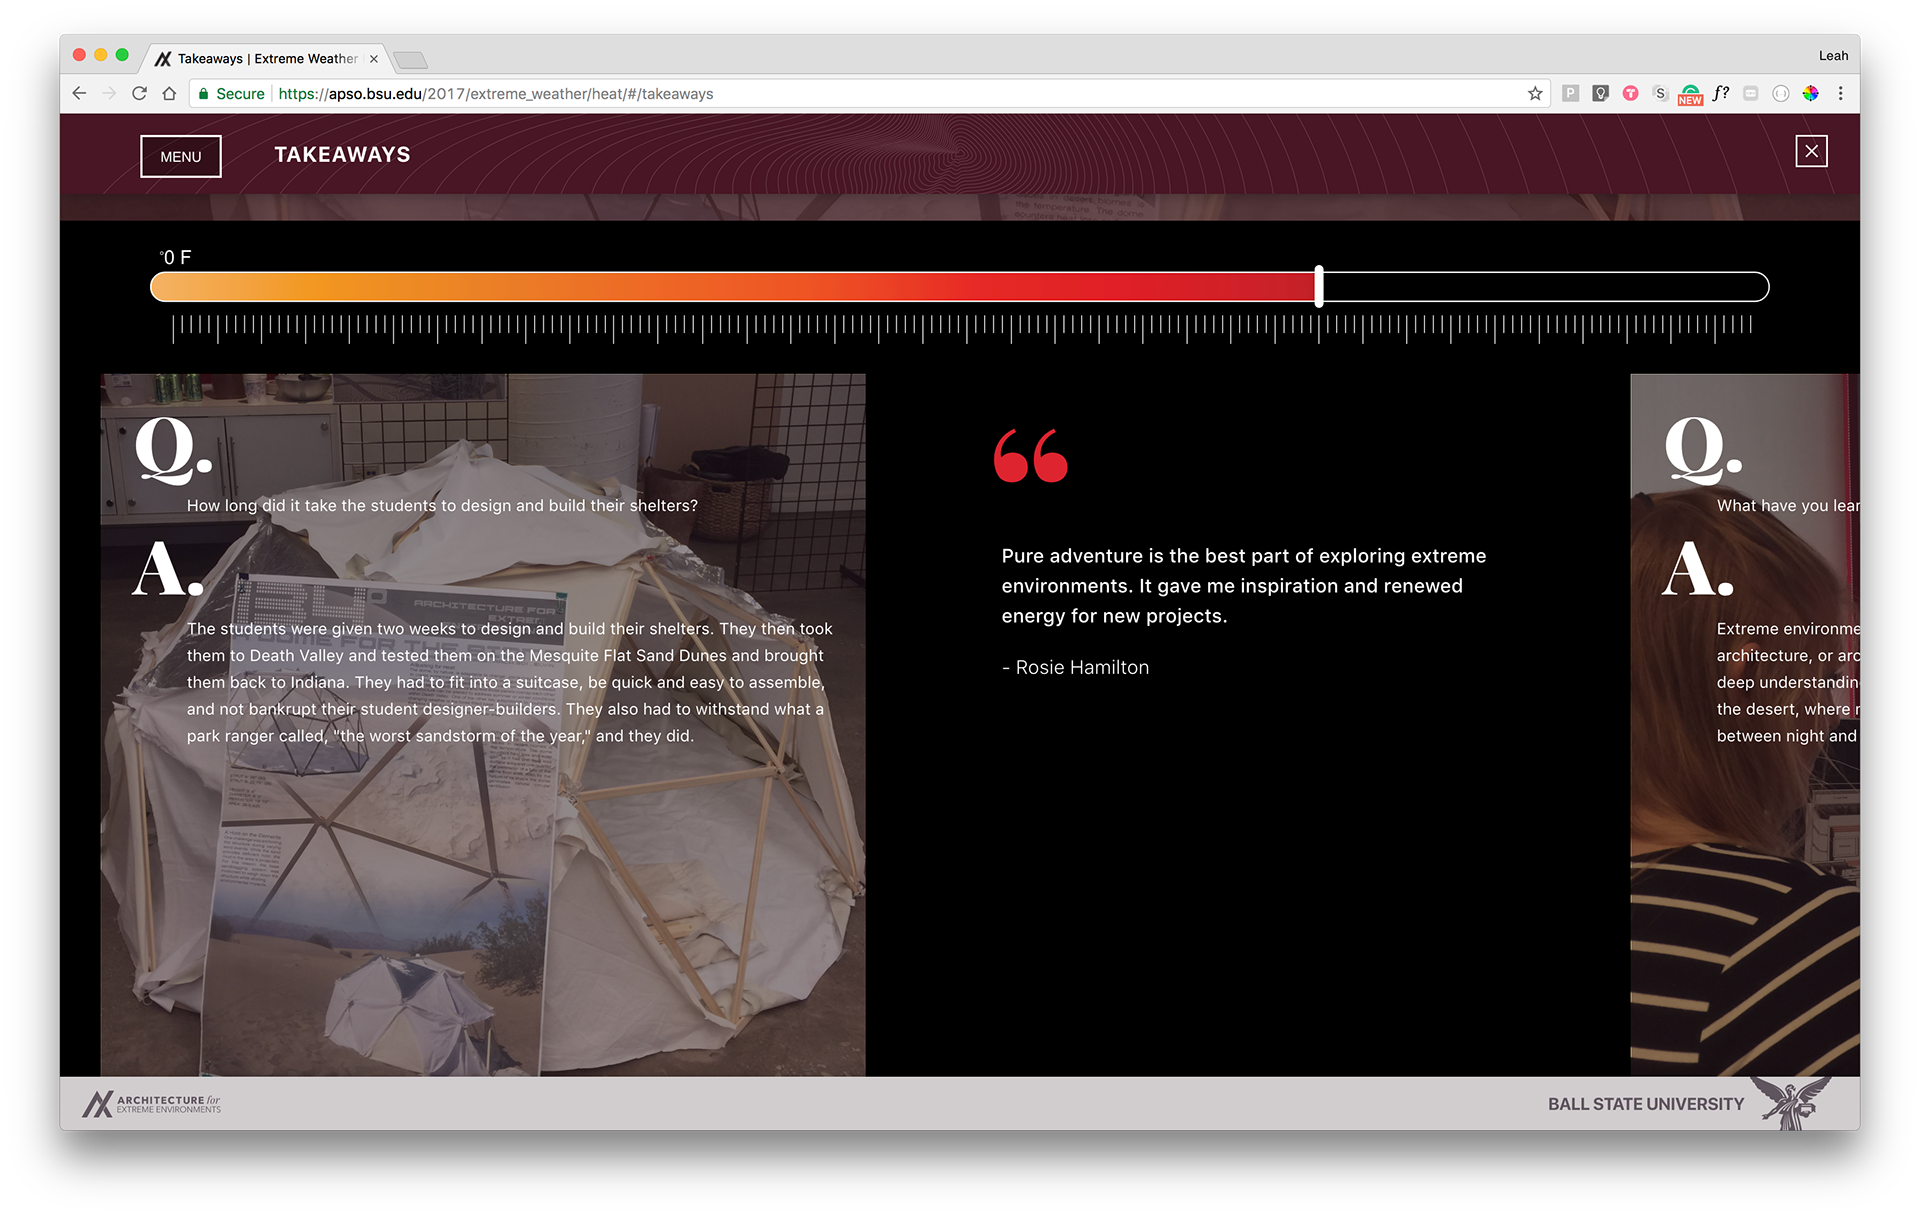 Takeaways | Extreme Weather
Leah
Secure
https://apso.bsu.edu/2017/extreme_weather/heat/#/takeaways
P
T
S
NEW
f?
MENU
TAKEAWAYS
the temperature. The dome
°0 F
Q.
How long did it take the students to design and build their shelters?
A.
The students were given two weeks to design and build their shelters. They then took
them to Death Valley and tested them on the Mesquite Flat Sand Dunes and brought
them back to Indiana. They had to fit into a suitcase, be quick and easy to assemble,
and not bankrupt their student designer-builders. They also had to withstand what a
park ranger called, "the worst sandstorm of the year," and they did.
ARCHITECTURE FOR
“
Pure adventure is the best part of exploring extreme
environments. It gave me inspiration and renewed
energy for new projects.
- Rosie Hamilton
Q.
What have you lear
A.
Extreme environme
architecture, or arc
deep understandin
the desert, where
between night and
ARCHITECTURE for
EXTREME ENVIRONMENTS
BALL STATE UNIVERSITY